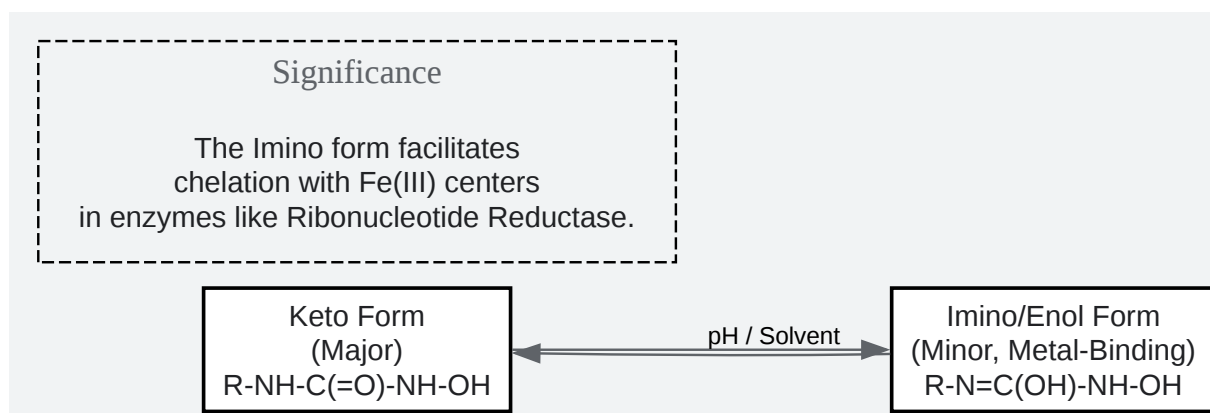 Significance
The Imino form facilitates
chelation with Fe(III) centers
in enzymes like Ribonucleotide Reductase.
Keto Form
(Major)
R-NH-C(=O)-NH-OH
pH / Solvent
Imino/Enol Form
(Minor, Metal-Binding)
R-N=C(OH)-NH-OH